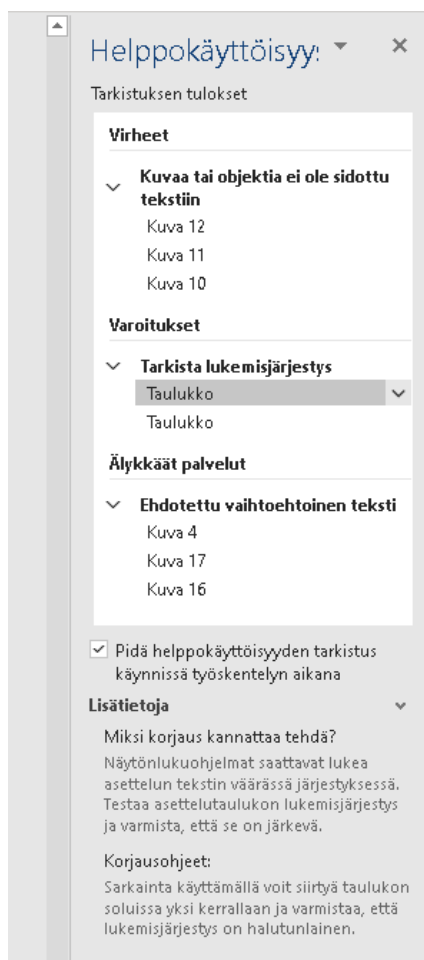 Helppokäyttöisyy:
Tarkistuksen tulokset
Virheet
Kuvaa tai objektia ei ole sidottu
tekstiin
Kuva 12
Kuva 11
Kuva 10
Varoitukset
Tarkista lukemisjärjestys
Taulukko
Taulukko
Älykkäät palvelut
Ehdotettu vaihtoehtoinen teksti
Kuva 4
Kuva 17
Kuva 16
Pidä helppokäyttöisyyden tarkistus
käynnissä työskentelyn aikana
Lisätietoja
Miksi korjaus kannattaa tehdä?
Näytönlukuohjelmat saattavat lukea
asettelun tekstin väärässä järjestyksessä.
Testaa asettelutaulukon lukemisjärjestys
ja varmista, että se on järkevä.
Korjausohjeet:
Sarkainta käyttämällä voit siirtyä taulukon
soluissa yksi kerrallaan ja varmistaa, että
lukemisjärjestys on halutunlainen.